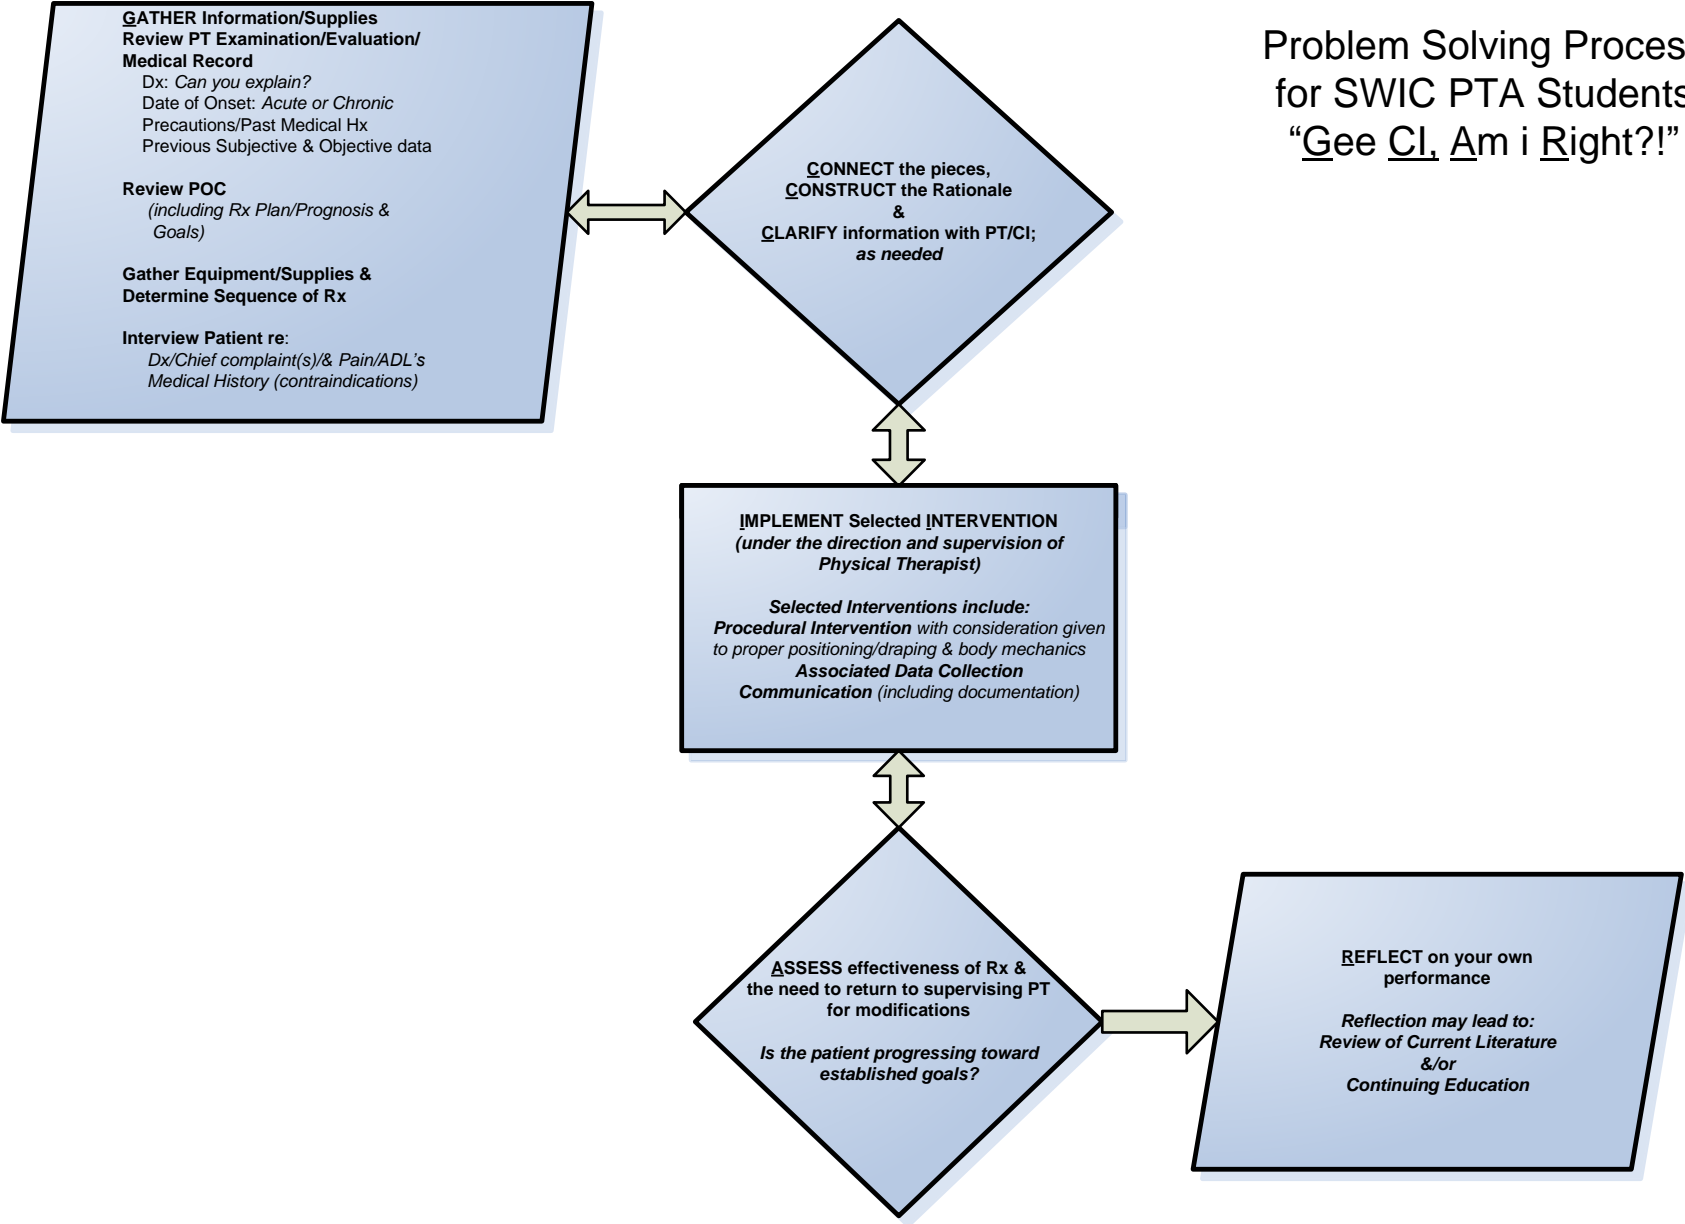 GATHER Information/Supplies
Review PT Examination/Evaluation/
Medical Record
Dx: Can you explain?
Date of Onset: Acute or Chronic
Precautions/Past Medical Hx
Previous Subjective & Objective data
Review POC
(including Rx Plan/Prognosis &
Goals)
Gather Equipment/Supplies &
Determine Sequence of Rx
Interview Patient re:
Dx/Chief complaint(s)/& Pain/ADL’s
Medical History (contraindications)
Problem Solving Proces
for SWIC PTA Students
“Gee CI, Am i Right?!”
CONNECT the pieces,
CONSTRUCT the Rationale
&
CLARIFY information with PT/CI;
as needed
IMPLEMENT Selected INTERVENTION
(under the direction and supervision of
Physical Therapist)
Selected Interventions include:
Procedural Intervention with consideration given
to proper positioning/draping & body mechanics
Associated Data Collection
Communication (including documentation)
ASSESS effectiveness of Rx &
the need to return to supervising PT
for modifications
Is the patient progressing toward
established goals?
REFLECT on your own
performance
Reflection may lead to:
Review of Current Literature
&/or
Continuing Education